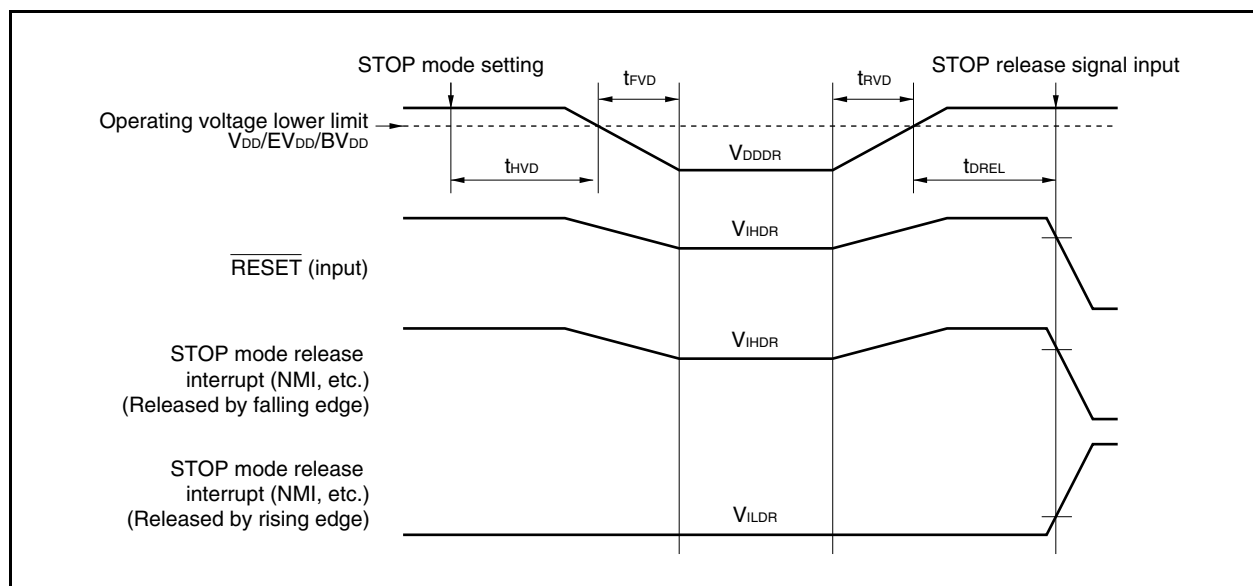 STOP mode setting
tFVD
tRVD
STOP release signal input
Operating voltage lower limit
VDD/EVDD/BVDD
tHVD
VDDDR
tDREL
RESET (input)
VIHDR
STOP mode release
interrupt (NMI, etc.)
(Released by falling edge)
VIHDR
STOP mode release
interrupt (NMI, etc.)
(Released by rising edge)
VILDR